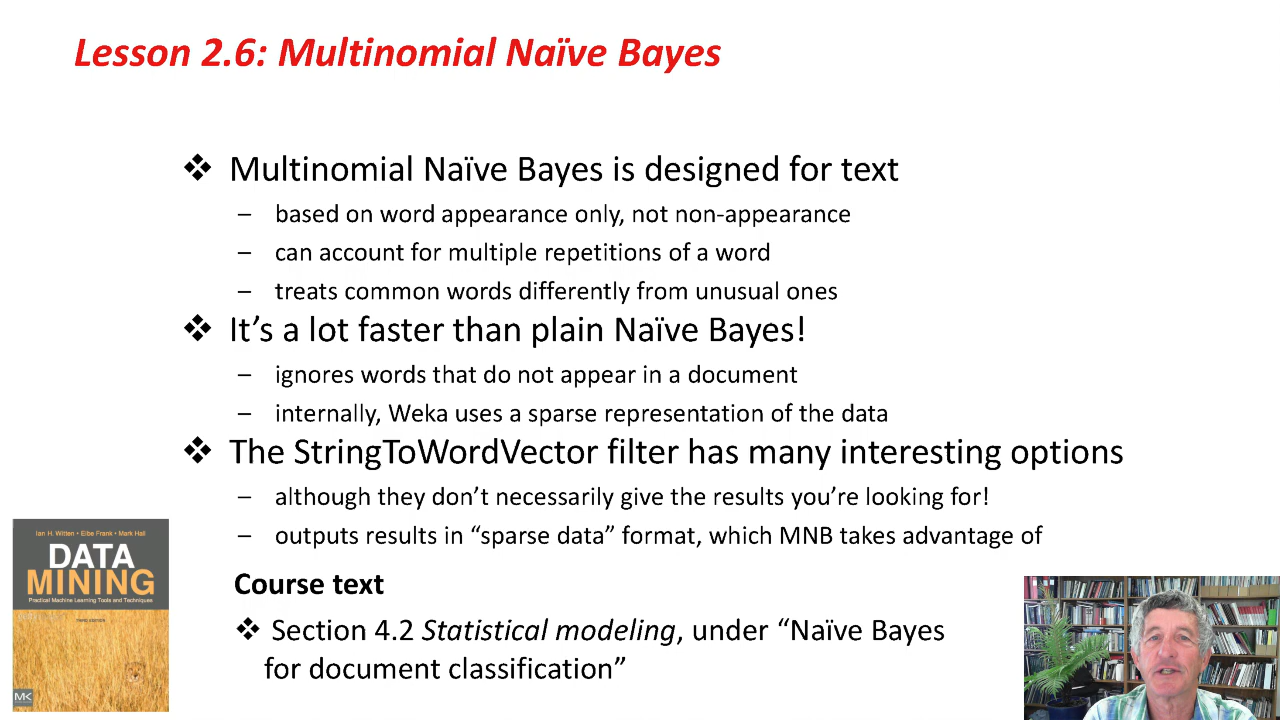 Lesson 2.6: Multinomial Naïve Bayes
❖ Multinomial Naïve Bayes is designed for text
– based on word appearance only, not non-appearance
– can account for multiple repetitions of a word
– treats common words differently from unusual ones
❖ It’s a lot faster than plain Naïve Bayes!
– ignores words that do not appear in a document
– internally, Weka uses a sparse representation of the data
❖ The StringToWordVector filter has many interesting options
– although they don’t necessarily give the results you’re looking for!
– outputs results in “sparse data” format, which MNB takes advantage of
Ian H. Witten • Eibe Frank • Mark Hall
DATA
MINING
Practical Machine Learning Tools and Techniques
THIRD EDITION
MK
Course text
❖ Section 4.2 Statistical modeling, under “Naïve Bayes
for document classification”